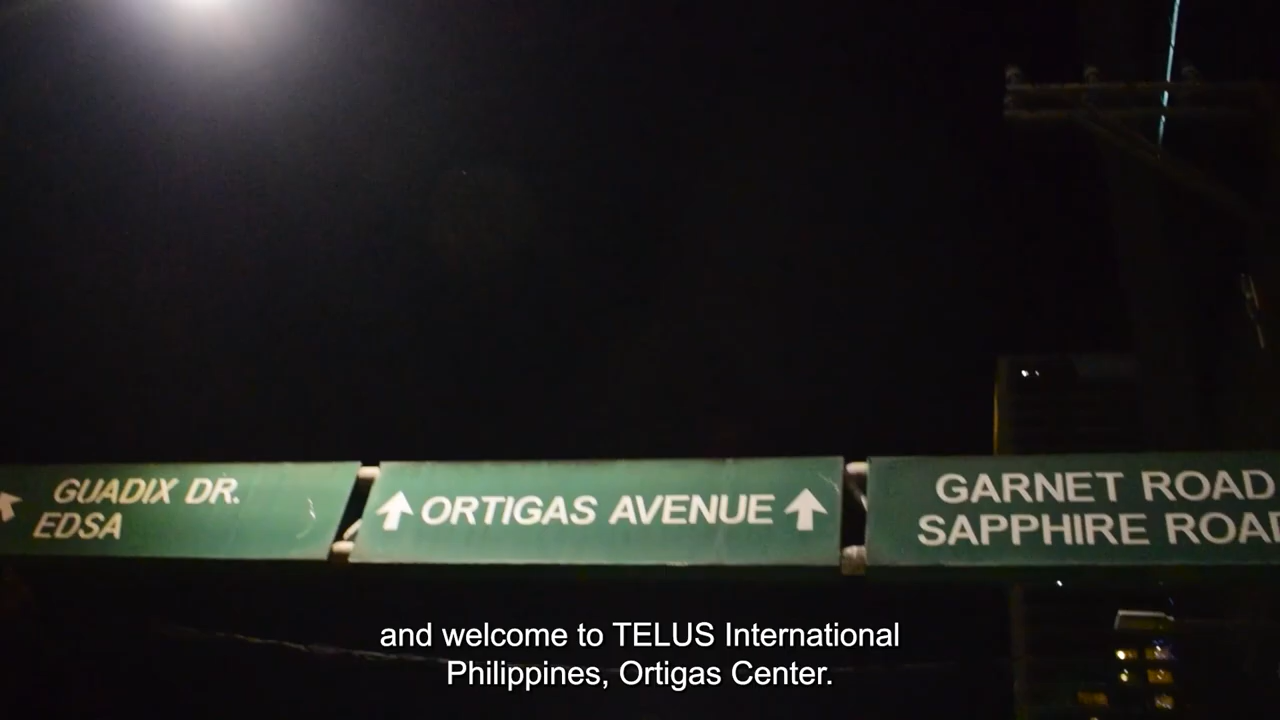 GUADIX DR.
EDSA
ORTIGAS AVENUE
GARNET ROAD
SAPPHIRE ROAD
and welcome to TELUS International
Philippines, Ortigas Center.